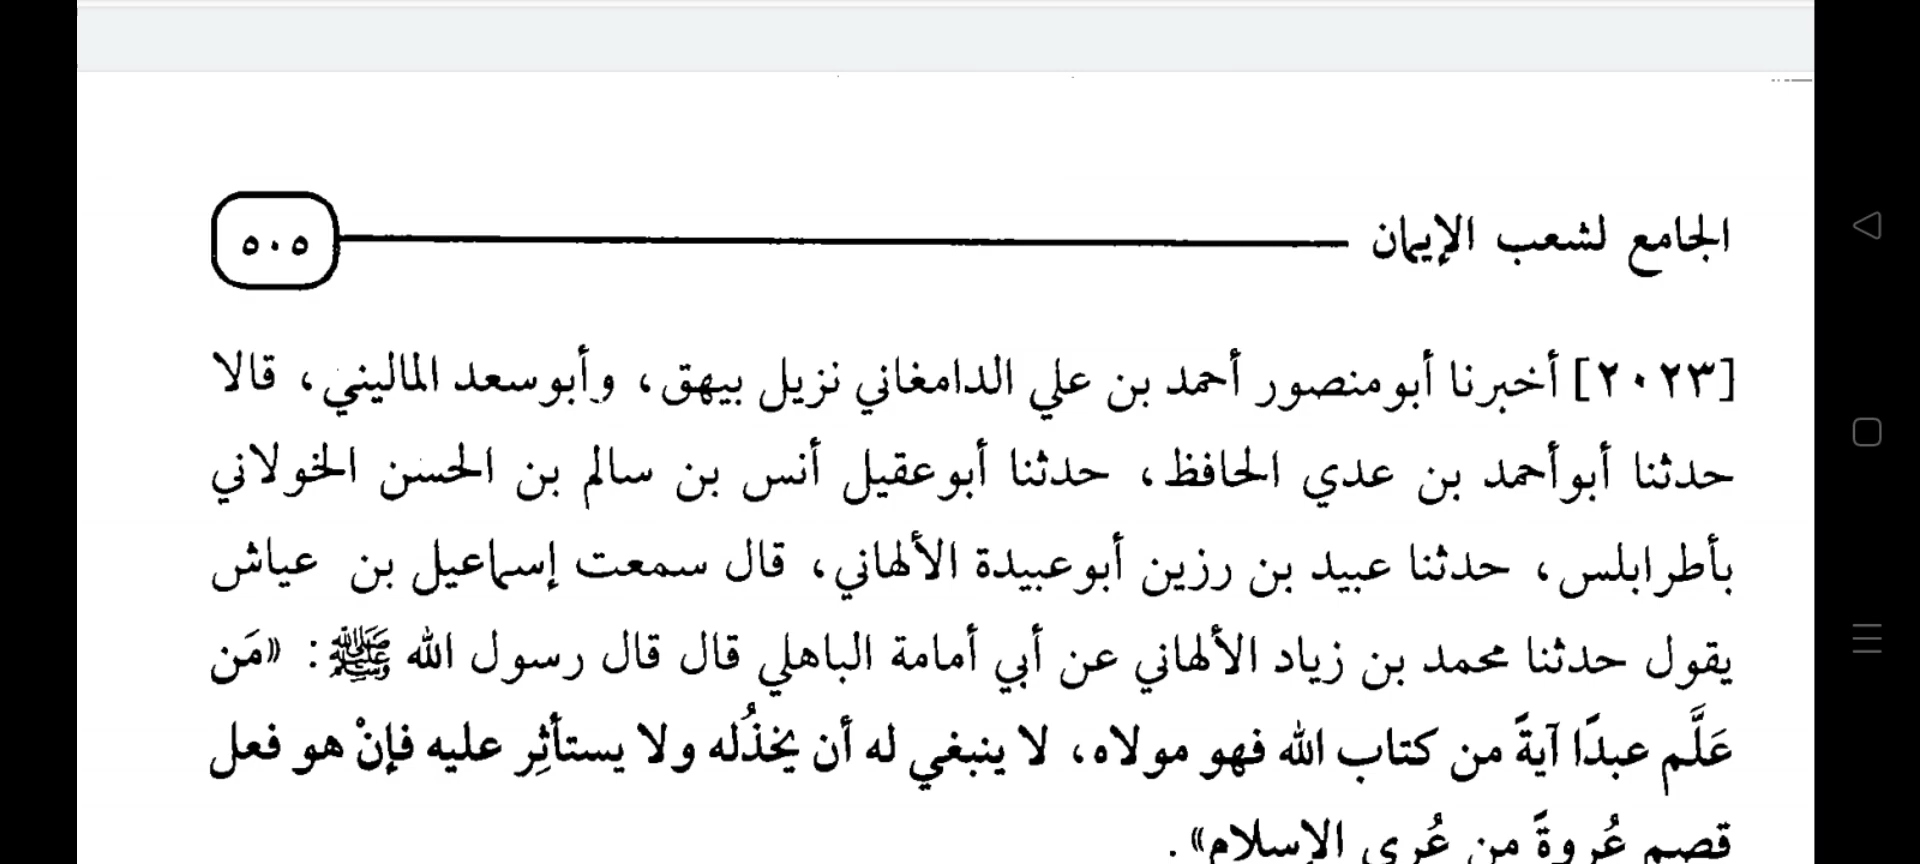 الجامع لشعب الإيمان ٥٠٥
[٢٠٢٣] أخبرنا أبومنصور أحمد بن علي الدامغاني نزيل بيهق، وأبوسعد الماليني، قالا
حدثنا أبوأحمد بن عدي الحافظ، حدثنا أبوعقيل أنس بن سالم بن الحسن الخولاني
بأطرابلس، حدثنا عبيد بن رزين أبوعبيدة الألهاني، قال سمعت إسماعيل بن عياش
يقول حدثنا محمد بن زياد الألهاني عن أبي أمامة الباهلي قال قال رسول الله ﷺ: «مَن
عَلَّم عبدًا آيةً من كتاب الله فهو مولاه، لا ينبغي له أن يخذُله ولا يستأثِر عليه فإنْ هو فعل
قصم عُروةً من عُرى الإسلام».